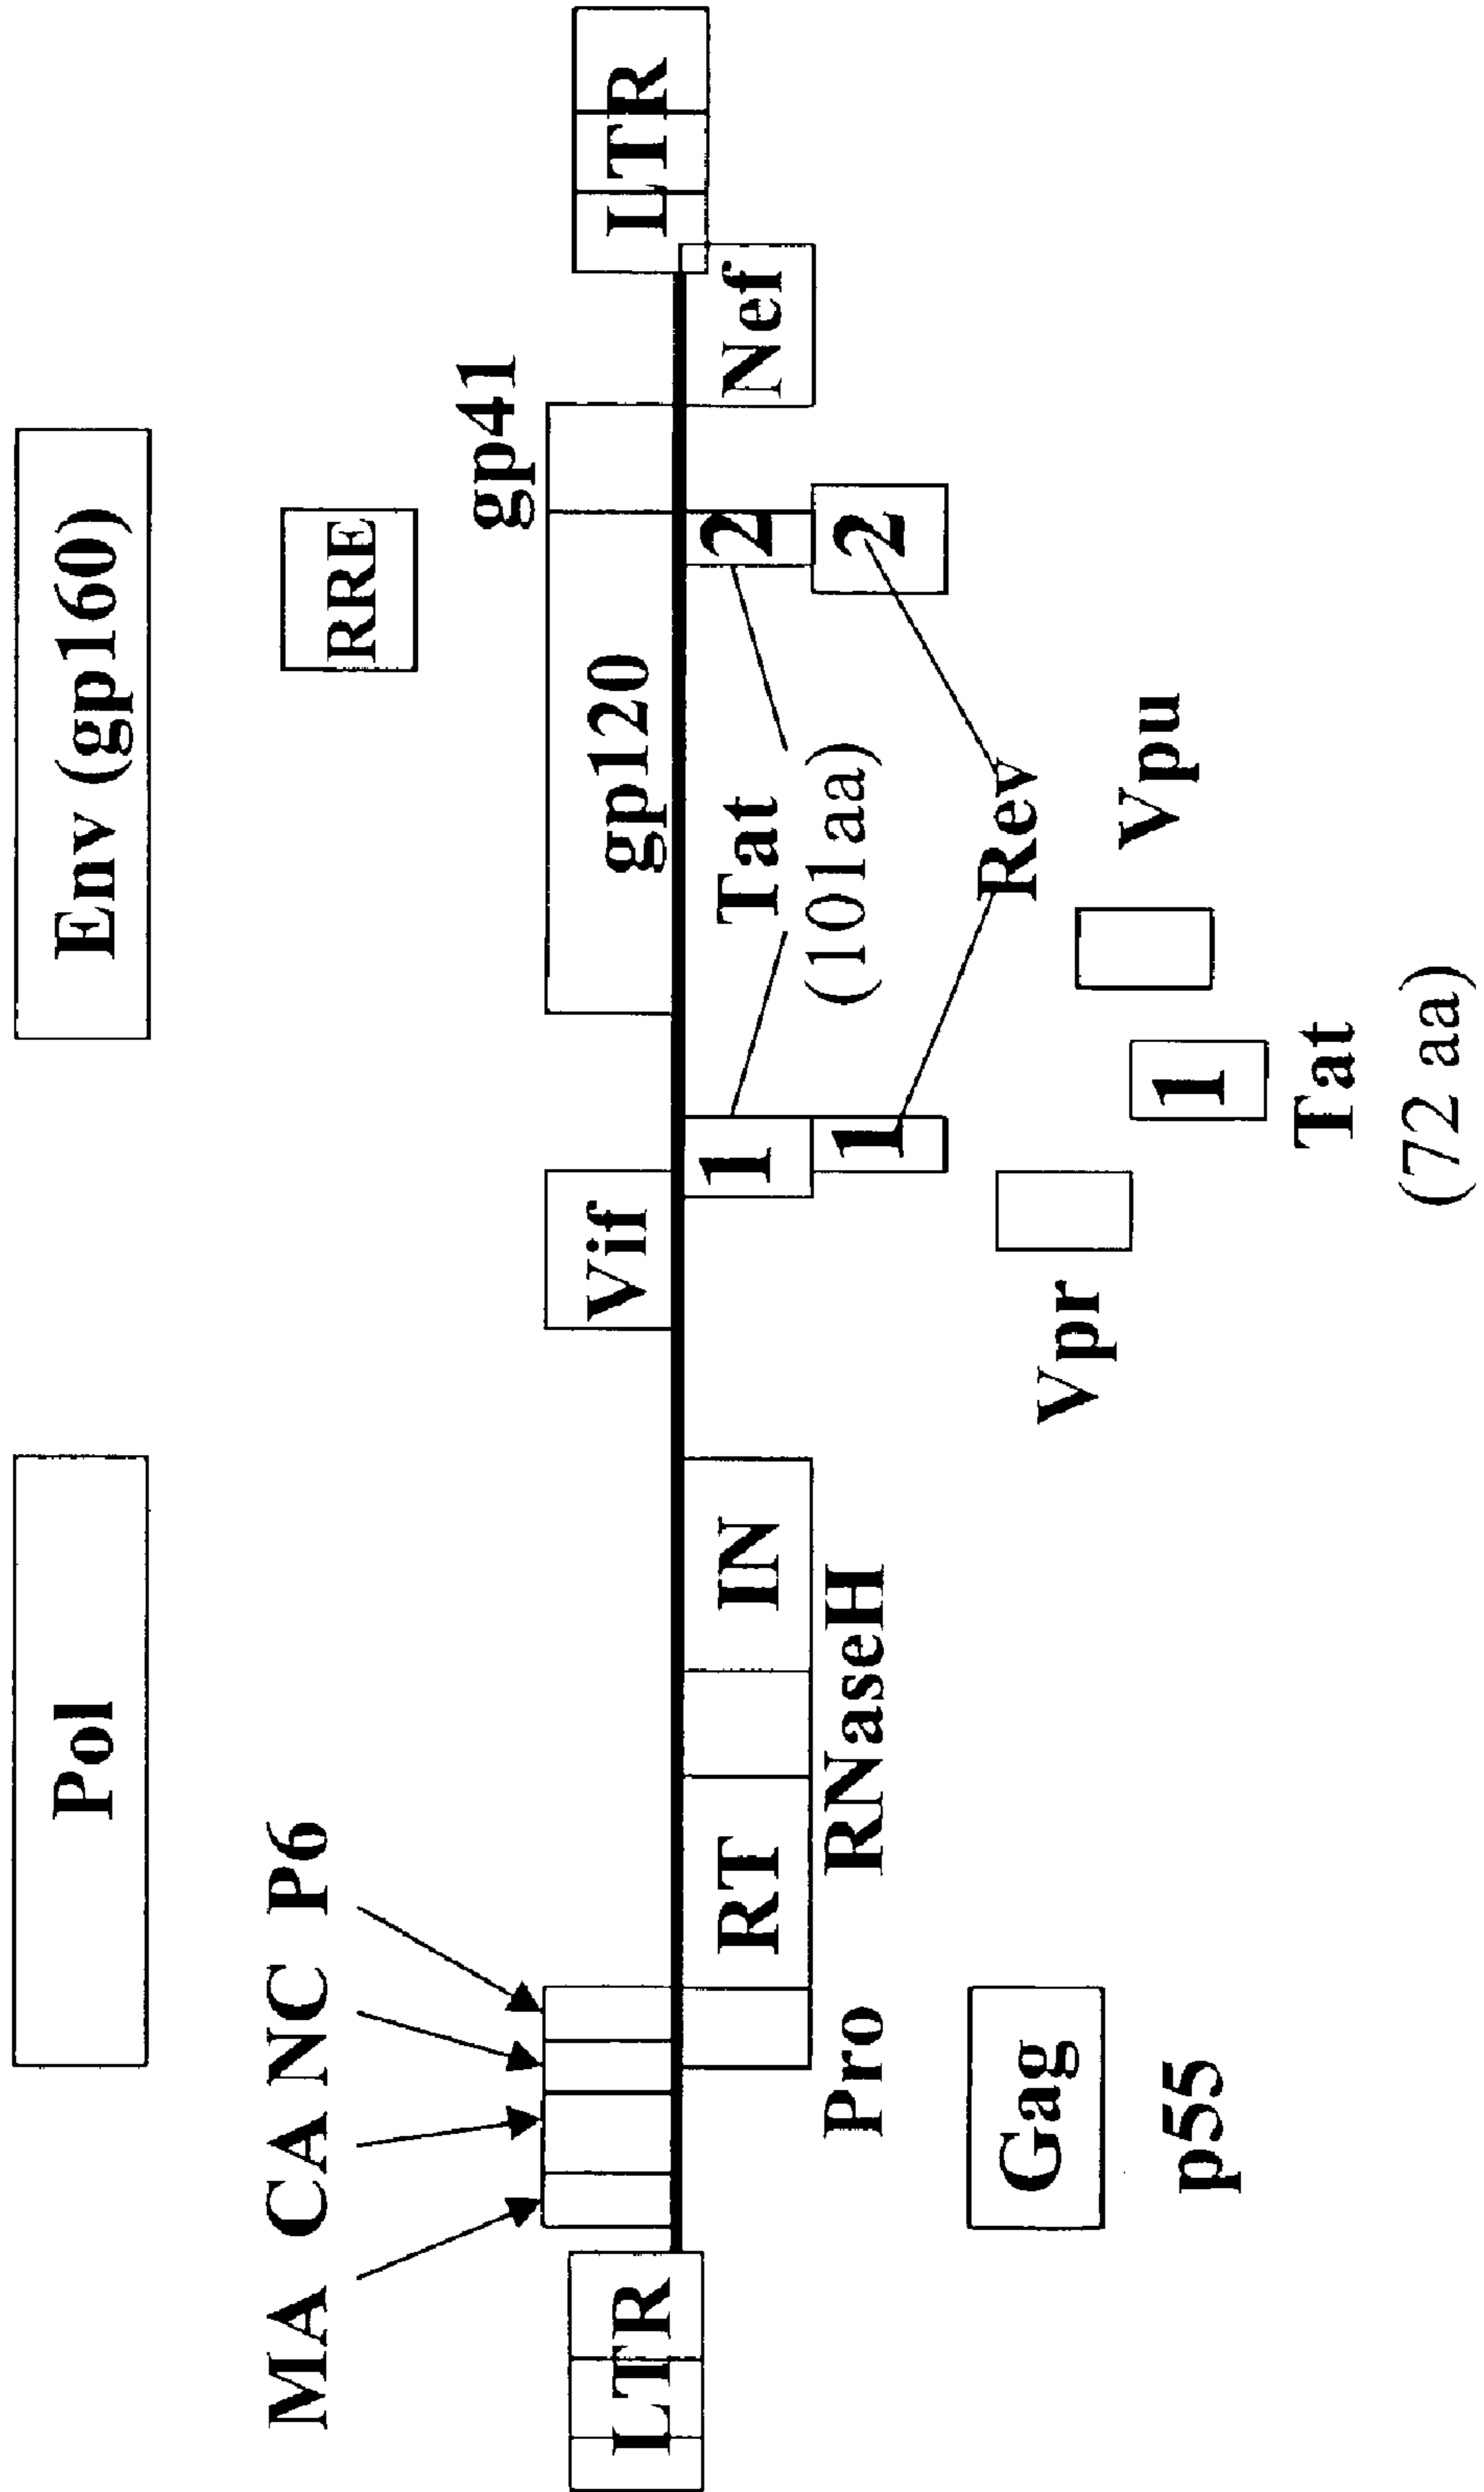 Pol
Env (gp160)
MA CA NC P6
RRE
gp41
LTR
Vif
gp120
LTR
RT
IN
1
Tat
(101aa)
2
Nef
Pro
RNaseH
1
2
Gag
Vpr
Rev
p55
1
Vpu
Tat
(72 aa)